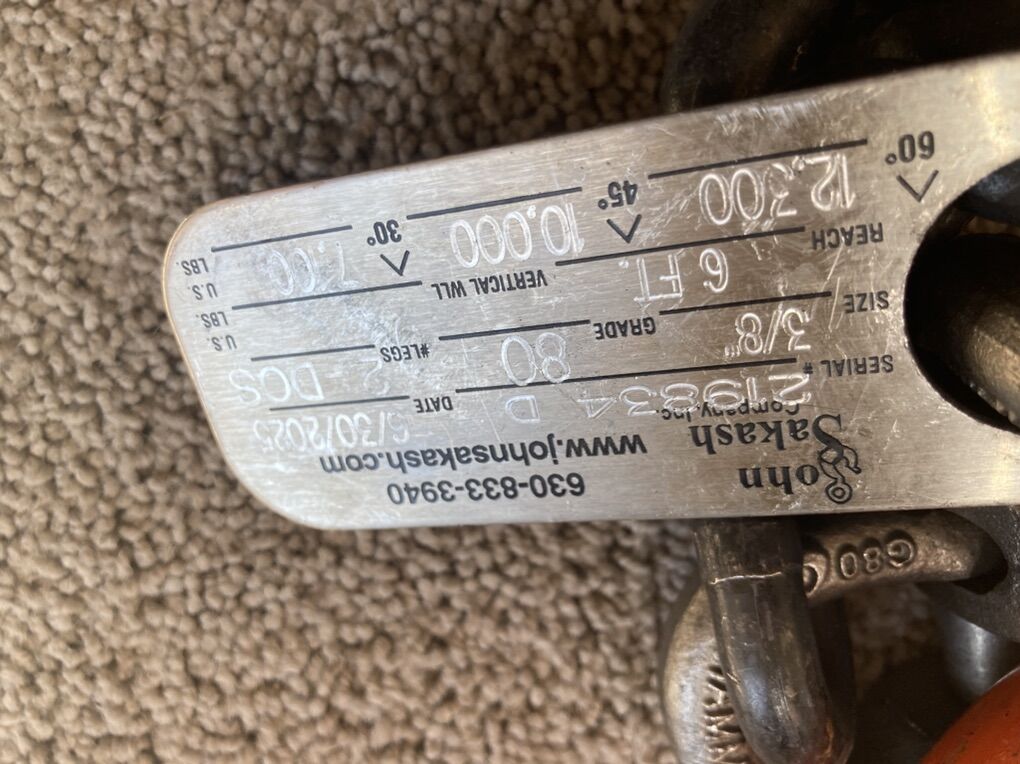 John 630-833-3940
Sakash www.johnsakash.com
Company, Inc.
SERIAL # 219834 D DATE 6/30/2025
SIZE 3/8" GRADE 80 #LEGS 2 - DOS
REACH 6 FT. VERTICAL WLL U.S. LBS.
60° 12,300 45° 10,000 30° 7,100 U.S. LBS.
G80